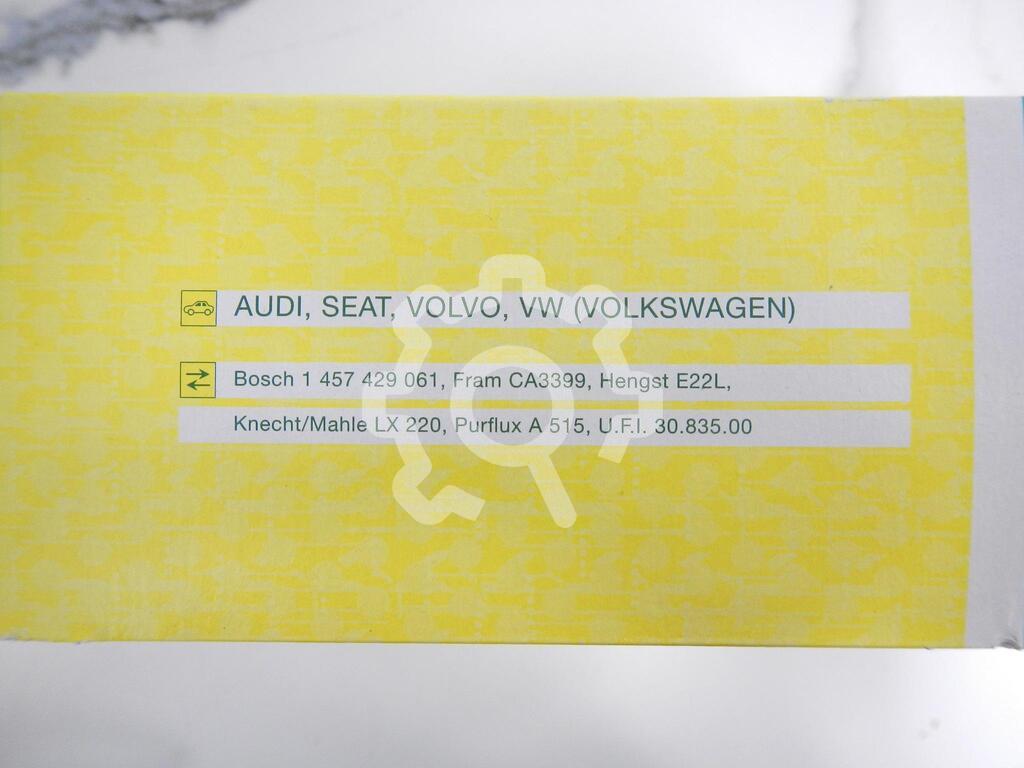 AUDI, SEAT, VOLVO, VW (VOLKSWAGEN)
Bosch 1 457 429 061, Fram CA3399, Hengst E22L,
Knecht/Mahle LX 220, Purflux A 515, U.F.I. 30.835.00